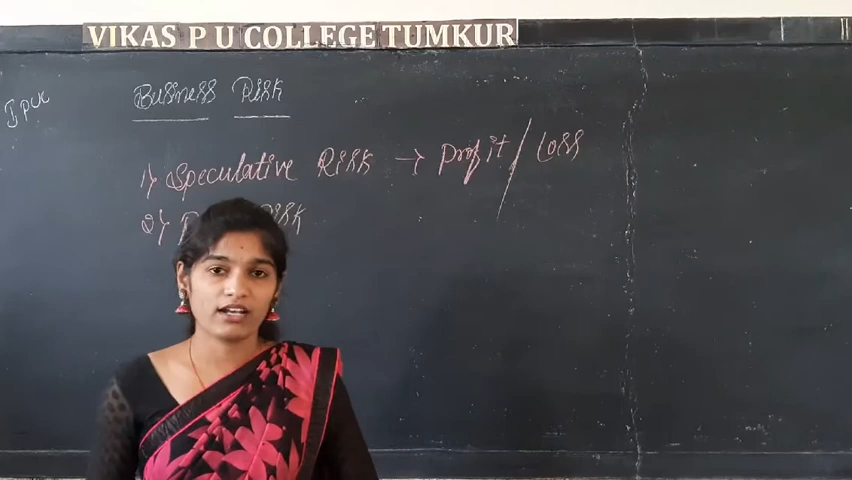 VIKAS P U COLLEGE TUMKUR
I PUC
Business Risk
1) Speculative Risk → Profit / Loss
2) Risk